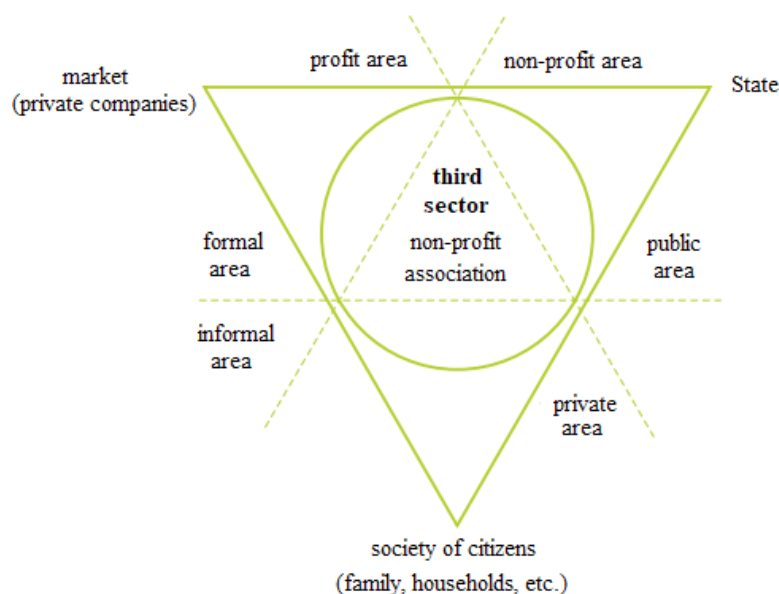 profit area
non-profit area
market
(private companies)
State
third
sector
non-profit
association
formal
area
public
area
informal
area
private
area
society of citizens
(family, households, etc.)